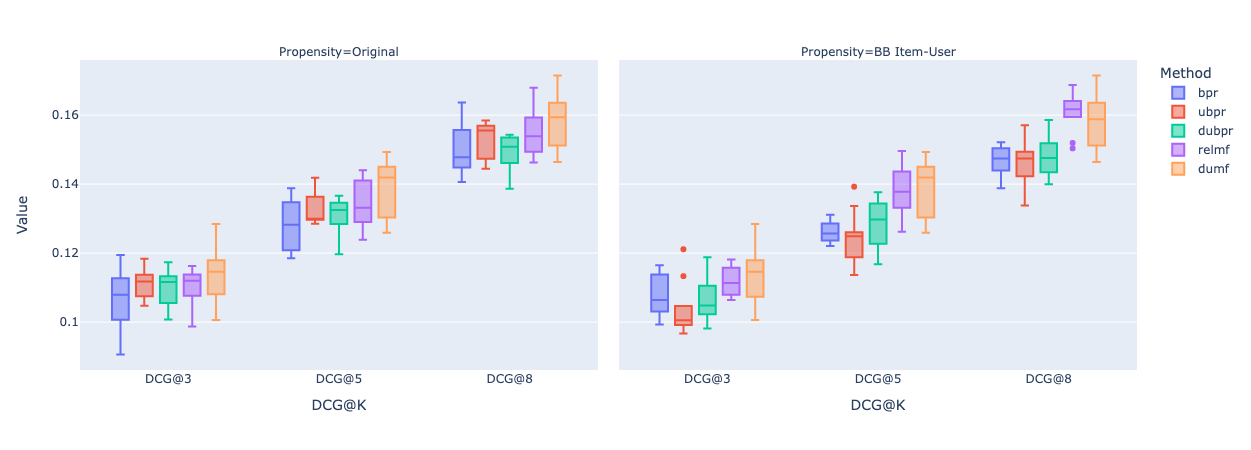 Propensity=Original
Propensity=BB Item-User
Method
bpr
ubpr
dubpr
relmf
dumf
Value
0.16
0.14
0.12
0.1
DCG@3
DCG@5
DCG@8
DCG@3
DCG@5
DCG@8
DCG@K
DCG@K